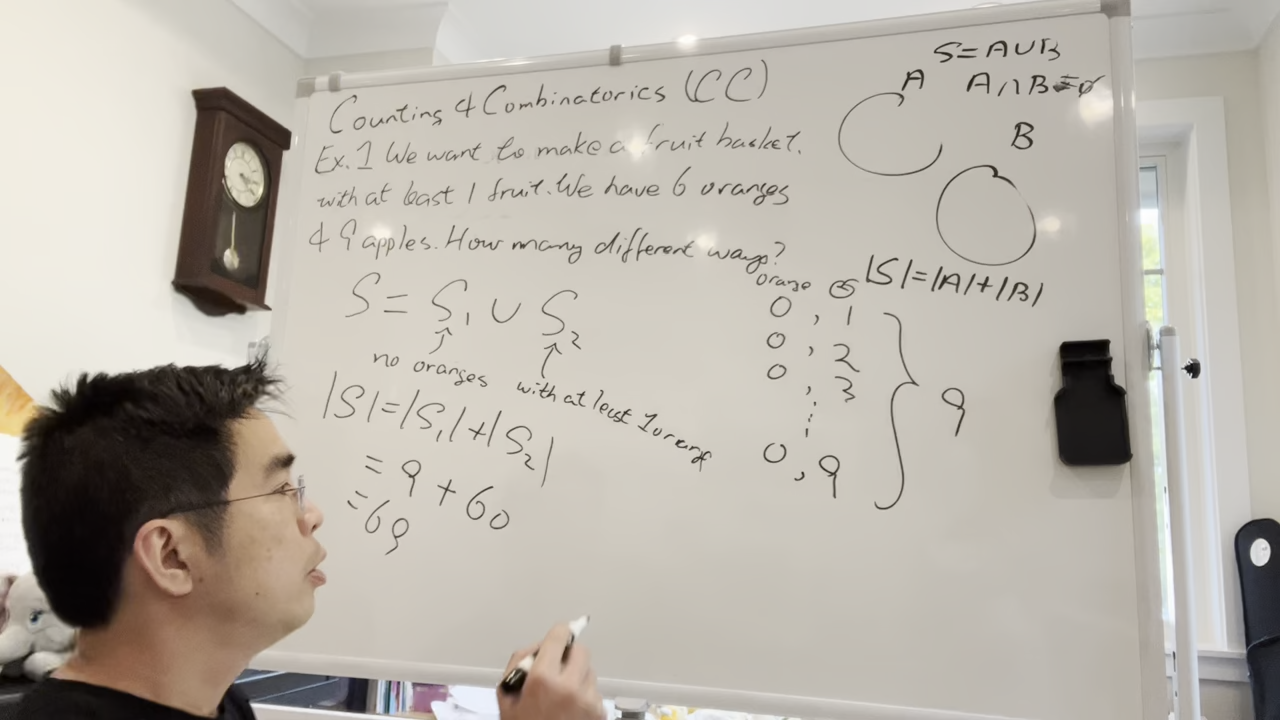 Counting & Combinatorics (CC)
Ex. 1 We want to make a fruit basket.
with at least 1 fruit. We have 6 oranges
& 9 apples. How many different ways?
S = S₁ ∪ S₂
no oranges
with at least 1 orange
|S| = |S₁| + |S₂|
= 9 + 60
= 69
orange
0, 1
0, 2
0, 3
⋮
0, 9
9
S = A∪B
A A∩B=∅
B
|S| = |A| + |B|